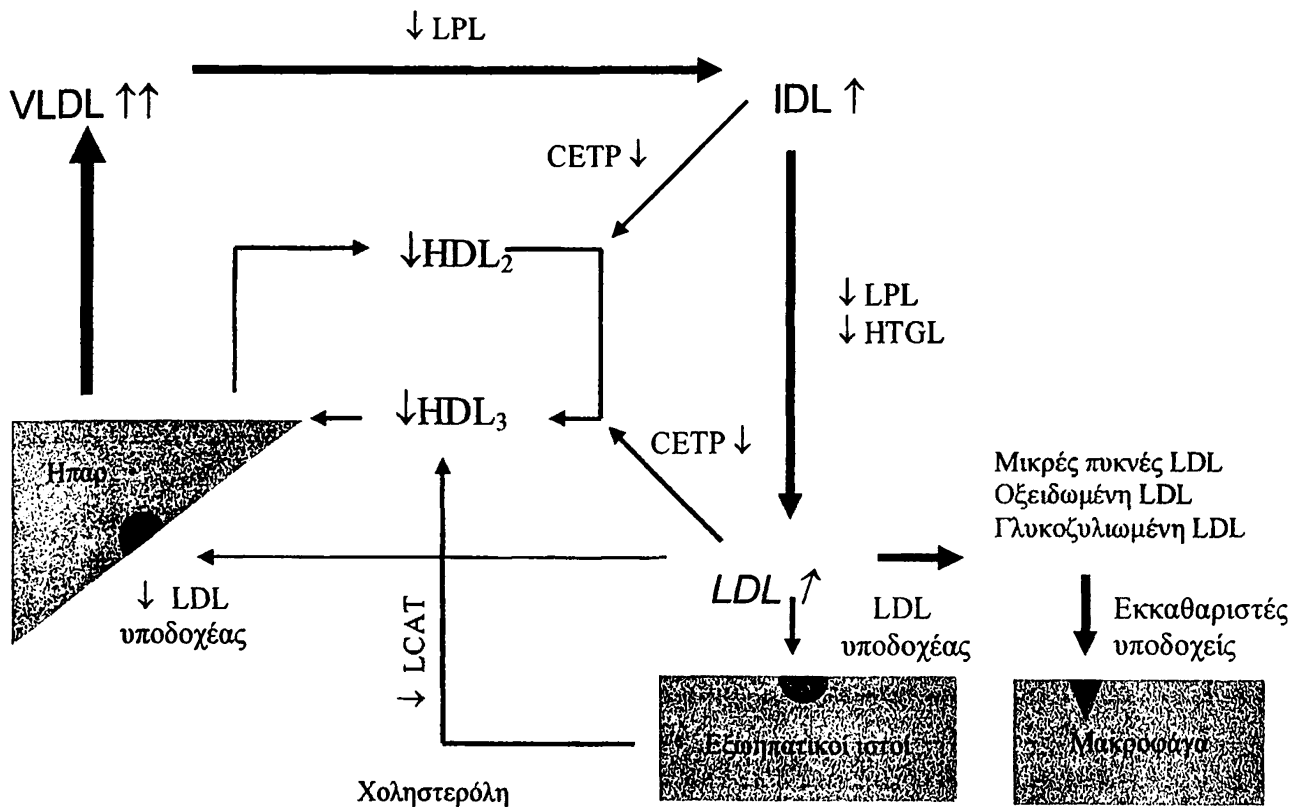 ↓ LPL
VLDL ↑↑
IDL ↑
CETP ↓
↓HDL₂
↓ LPL
↓ HTGL
↓HDL₃
CETP ↓
Ήπαρ
Μικρές πυκνές LDL
Οξειδωμένη LDL
Γλυκοζυλιωμένη LDL
↓ LDL
υποδοχέας
↓ LCAT
LDL ↑
LDL
υποδοχέας
Εκκαθαριστές
υποδοχείς
Εξωηπατικοί ιστοί
Μακροφάγα
Χοληστερόλη